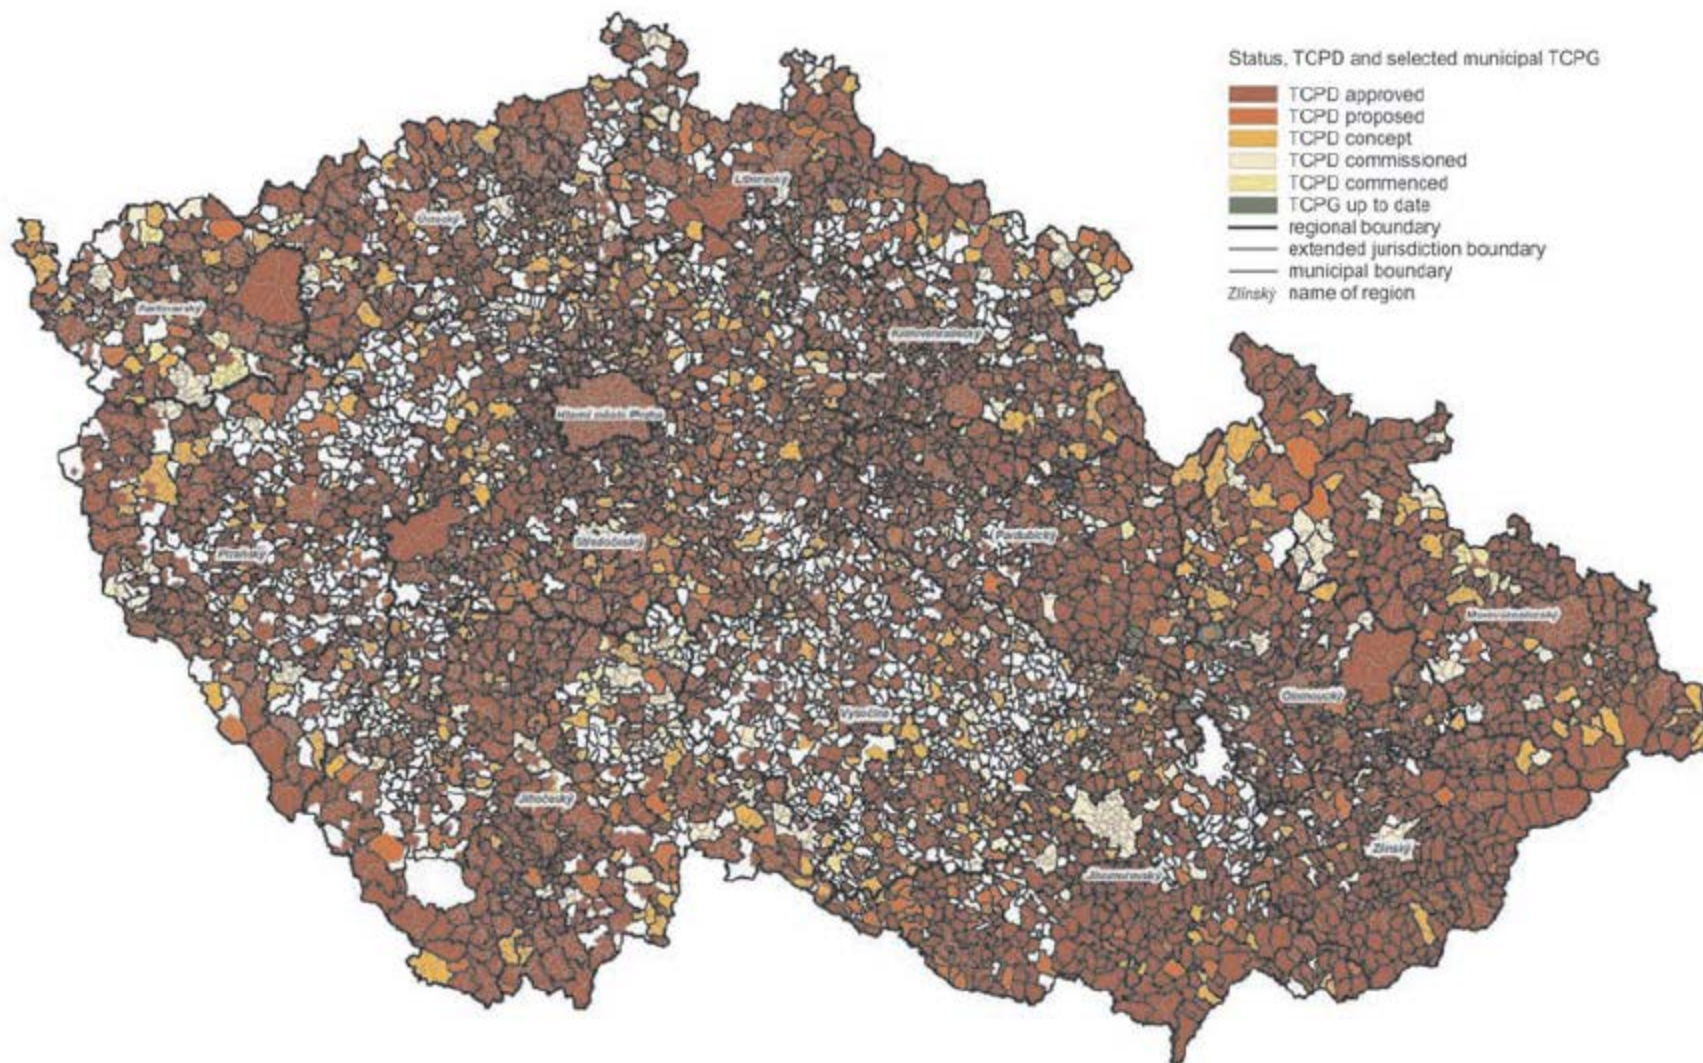 Status, TCPD and selected municipal TCPG
TCPD approved
TCPD proposed
TCPD concept
TCPD commissioned
TCPD commenced
TCPG up to date
regional boundary
extended jurisdiction boundary
municipal boundary
Zlínský name of region
Liberecký
Ústecký
Karlovarský
Královéhradecký
Hlavní město Praha
Pardubický
Středočeský
Plzeňský
Moravskoslezský
Olomoucký
Vysočina
Jihočeský
Zlínský
Jihomoravský